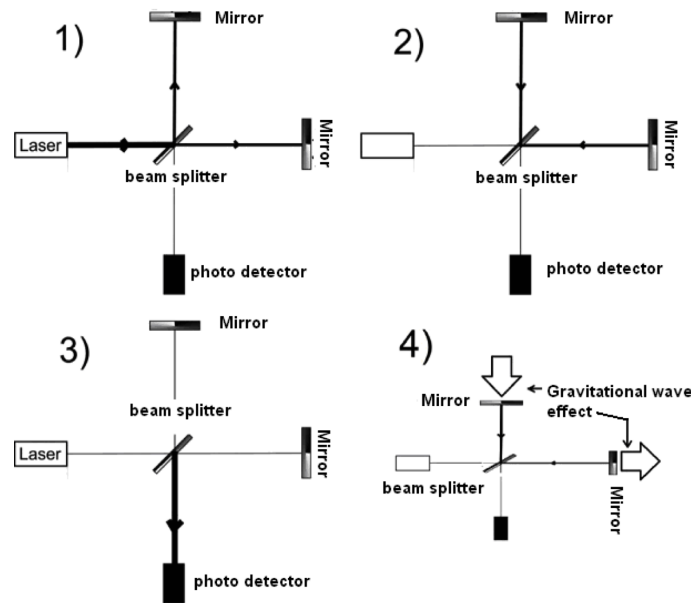 1)
Mirror
Laser
Mirror
beam splitter
photo detector
2)
Mirror
Mirror
beam splitter
photo detector
3)
Mirror
beam splitter
Laser
Mirror
photo detector
4)
Gravitational wave
effect
Mirror
beam splitter
Mirror